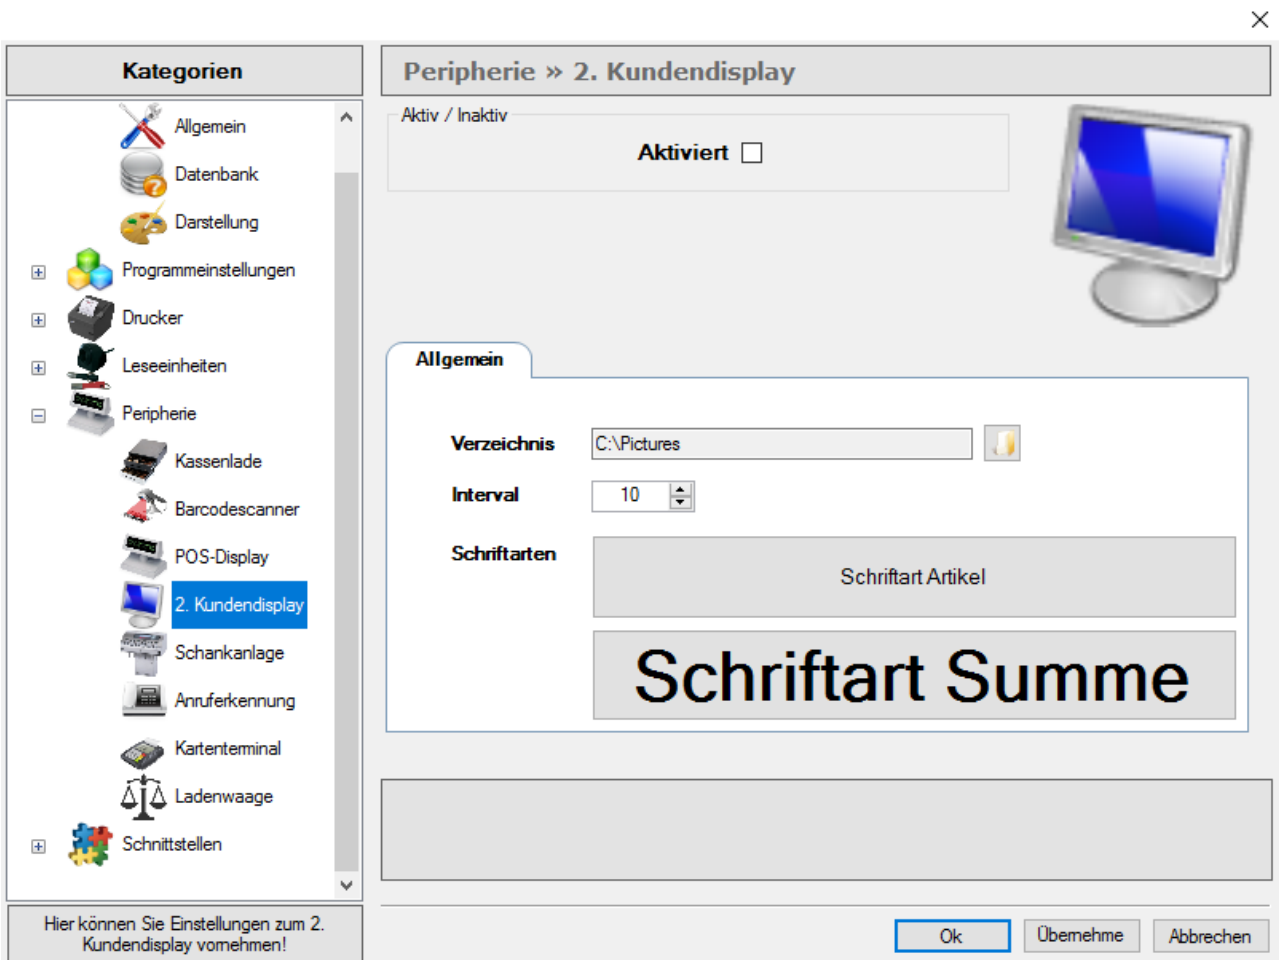 Kategorien
Allgemein
Datenbank
Darstellung
Programmeinstellungen
Drucker
Leseeinheiten
Peripherie
Kassenlade
Barcodescanner
POS-Display
2. Kundendisplay
Schankanlage
Anruferkennung
Kartenterminal
Ladenwaage
Schnittstellen
Hier können Sie Einstellungen zum 2.
Kundendisplay vornehmen!
Peripherie » 2. Kundendisplay
Aktiv / Inaktiv
Aktiviert
Allgemein
Verzeichnis C:\Pictures
Interval 10
Schriftarten Schriftart Artikel
Schriftart Summe
Ok Übernehme Abbrechen